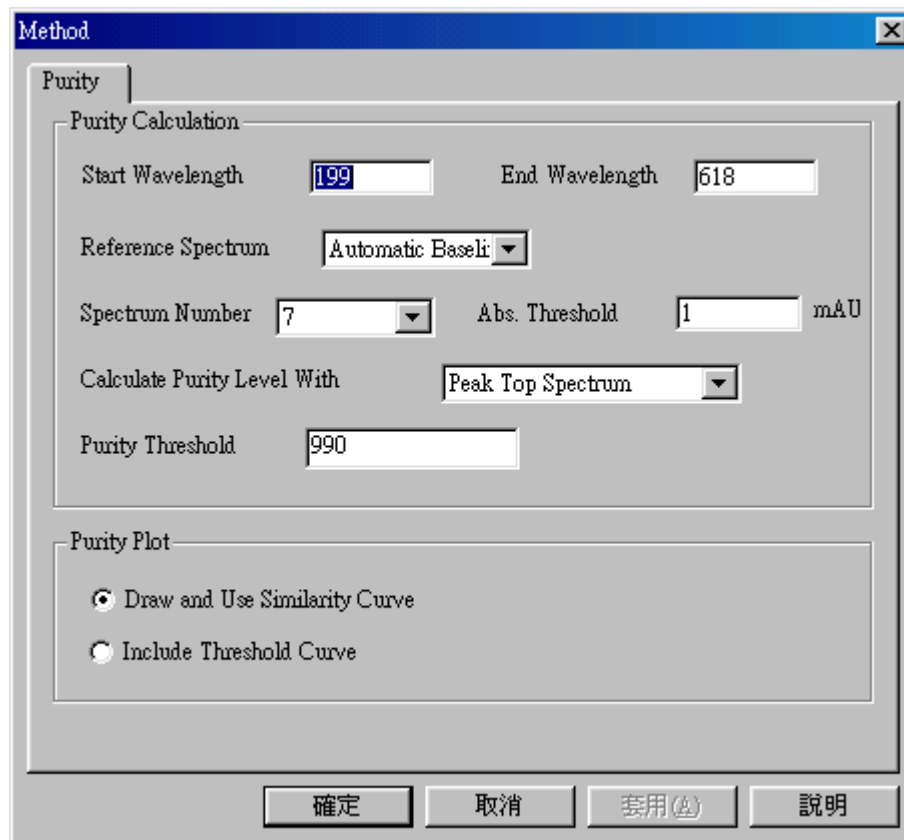 Method
Purity
Purity Calculation
Start Wavelength 199 End Wavelength 618
Reference Spectrum Automatic Baseli
Spectrum Number 7 Abs. Threshold 1 mAU
Calculate Purity Level With Peak Top Spectrum
Purity Threshold 990
Purity Plot
Draw and Use Similarity Curve
Include Threshold Curve
確定 取消 套用(A) 說明